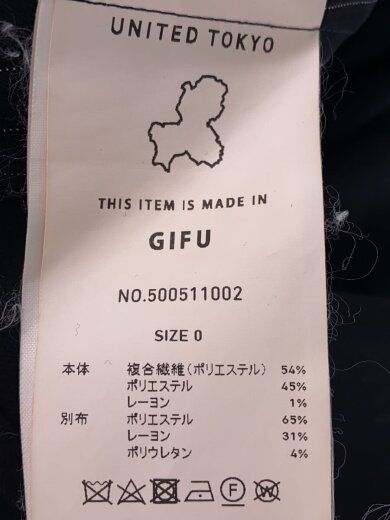 UNITED TOKYO
THIS ITEM IS MADE IN
GIFU
NO.500511002
SIZE 0
本体 複合繊維(ポリエステル) 54%
ポリエステル 45%
レーヨン 1%
別布 ポリエステル 65%
レーヨン 31%
ポリウレタン 4%
F
W